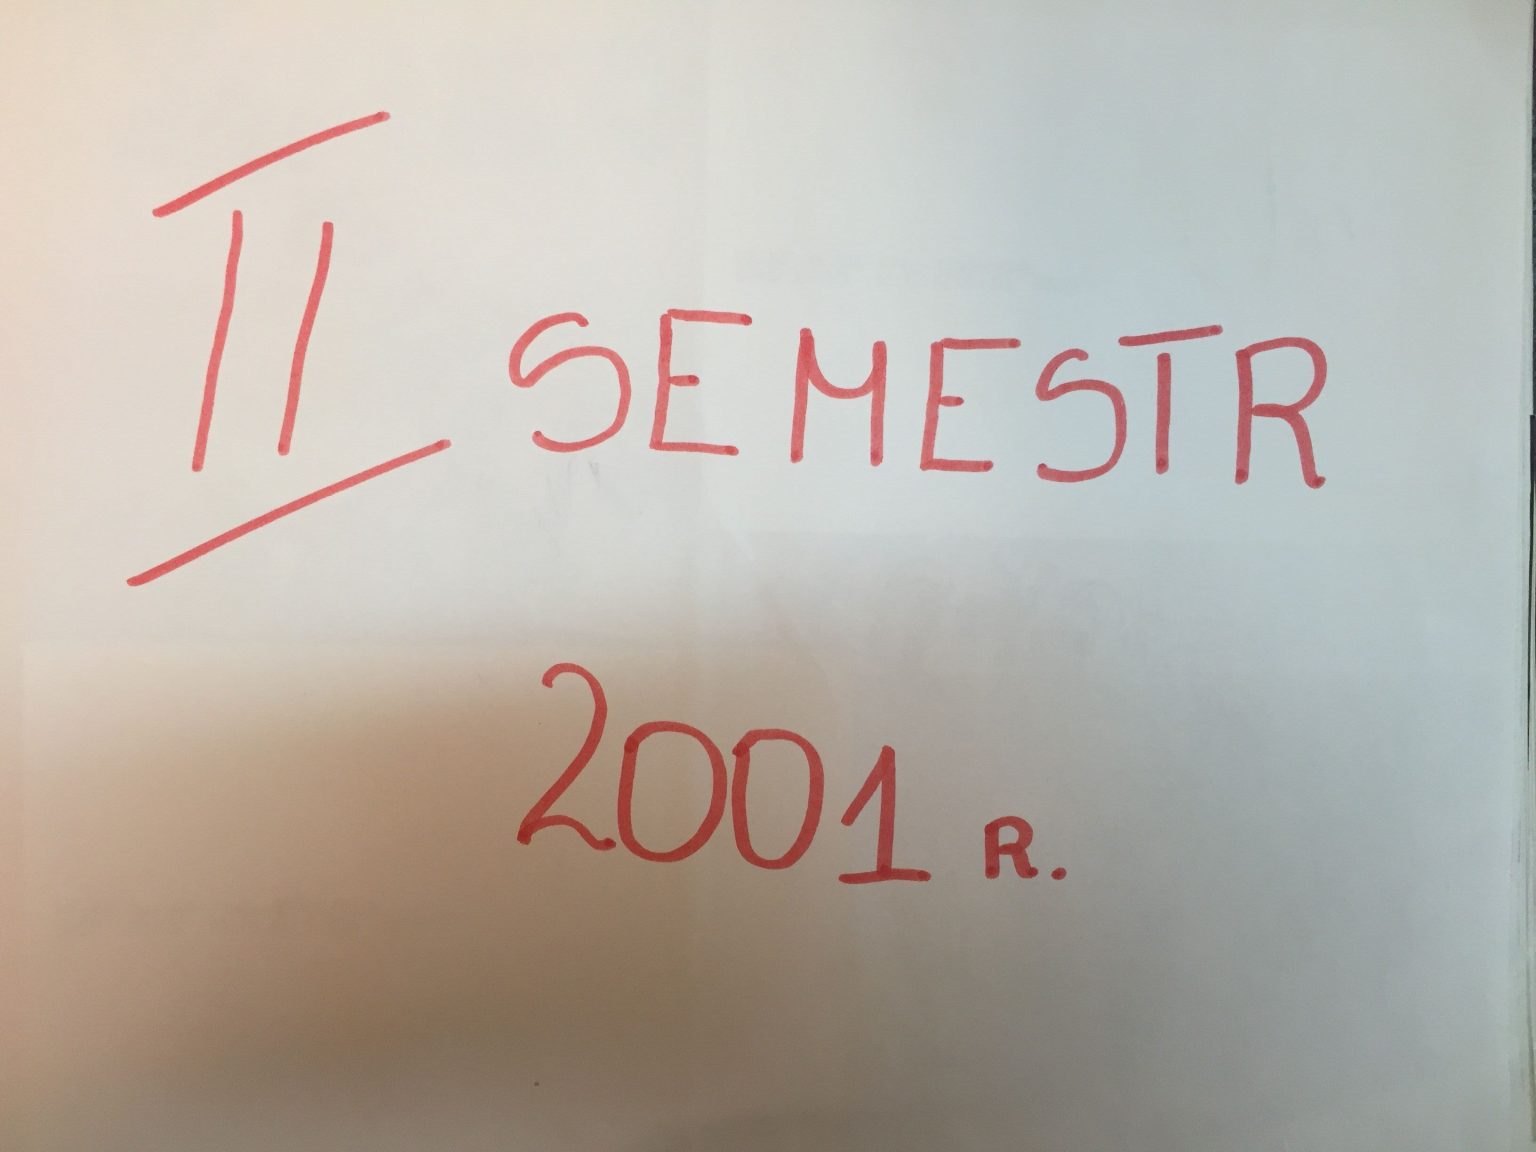 II SEMESTR
2001 R.